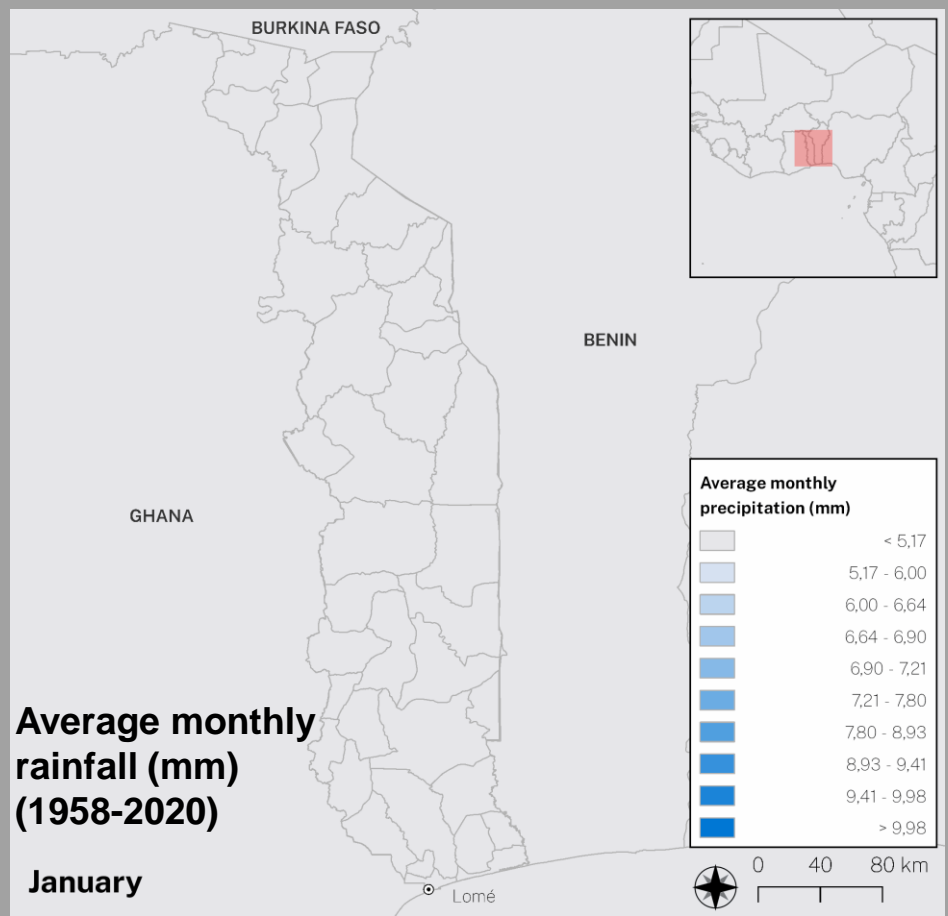 BURKINA FASO
BENIN
GHANA
Average monthly
precipitation (mm)
< 5,17
5,17 - 6,00
6,00 - 6,64
6,64 - 6,90
6,90 - 7,21
7,21 - 7,80
7,80 - 8,93
8,93 - 9,41
9,41 - 9,98
> 9,98
Average monthly
rainfall (mm)
(1958-2020)
January
Lomé
0 40 80 km